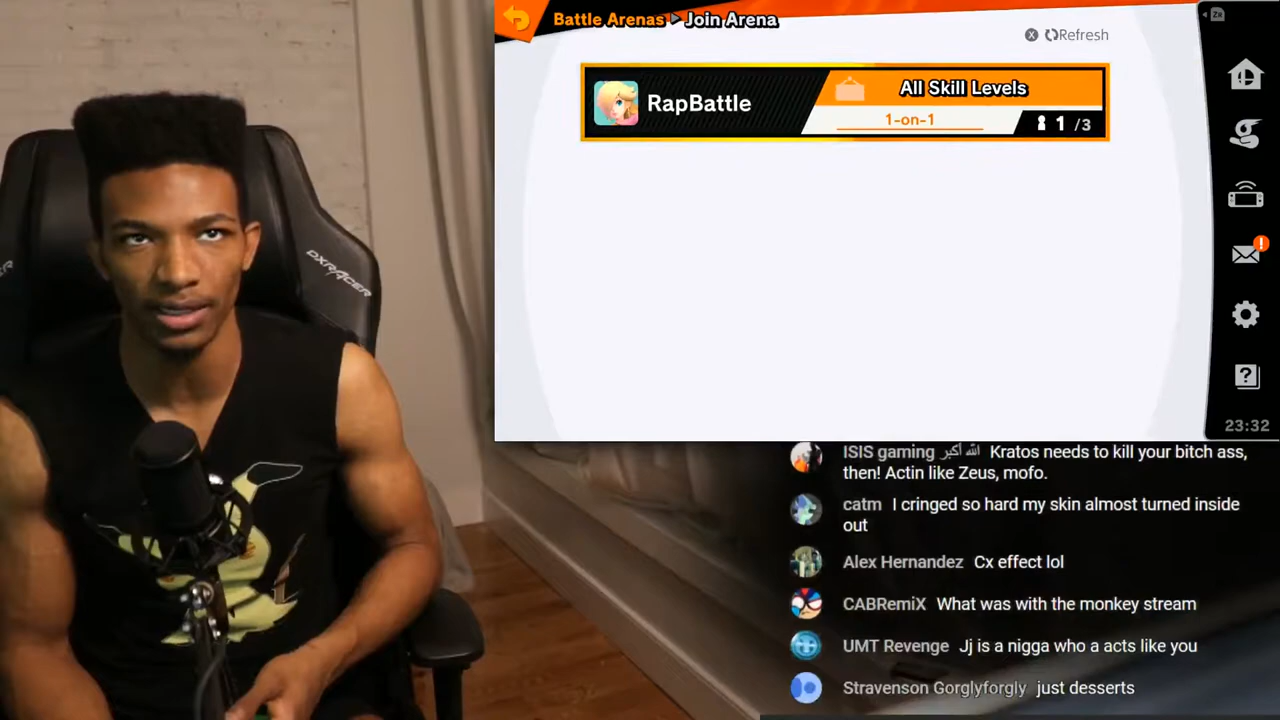 Battle Arenas ▸ Join Arena
ZR
X Refresh
RapBattle
All Skill Levels
1-on-1
1 /3
23:32
DXRACER
ISIS gaming الله أكبر Kratos needs to kill your bitch ass,
then! Actin like Zeus, mofo.
catm I cringed so hard my skin almost turned inside
out
Alex Hernandez Cx effect lol
CABRemiX What was with the monkey stream
UMT Revenge Jj is a nigga who a acts like you
Stravenson Gorglyforgly just desserts